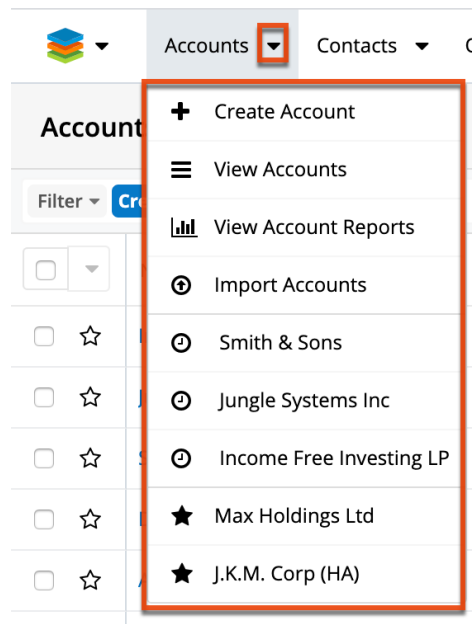 Accounts Contacts
Create Account
Account
View Accounts
Filter
View Account Reports
Import Accounts
Smith & Sons
Jungle Systems Inc
Income Free Investing LP
Max Holdings Ltd
J.K.M. Corp (HA)